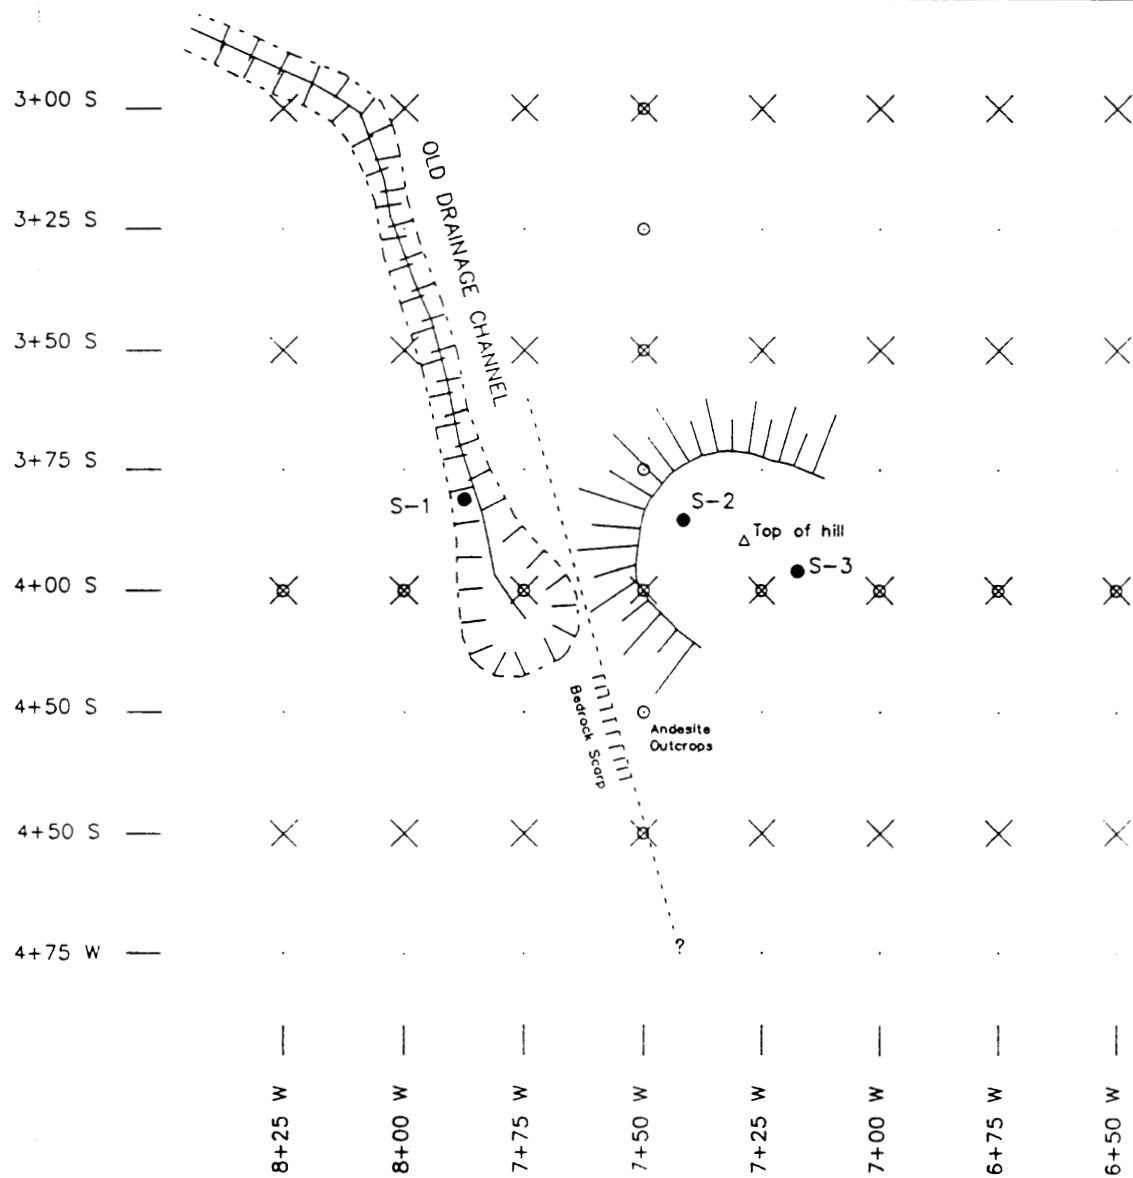 3+00 S
OLD DRAINAGE CHANNEL
3+25 S
3+50 S
3+75 S
S-1
S-2
Top of hill
S-3
4+00 S
4+50 S
Bedrock Scarp
Andesite
Outcrops
4+50 S
?
4+75 W
8+25 W
8+00 W
7+75 W
7+50 W
7+25 W
7+00 W
6+75 W
6+50 W